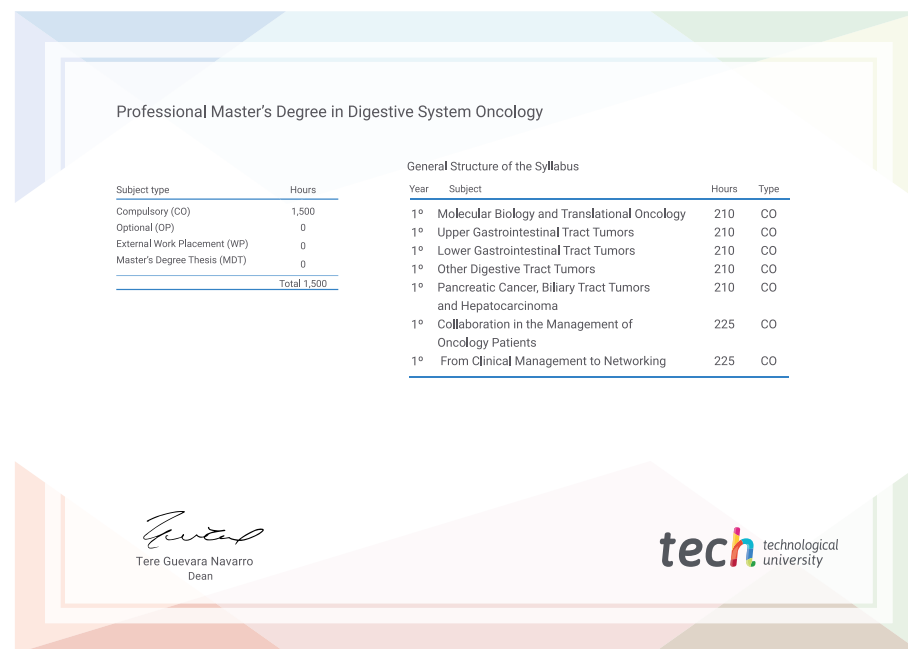 Professional Master's Degree in Digestive System Oncology
Subject type Hours
Compulsory (CO) 1,500
Optional (OP) 0
External Work Placement (WP) 0
Master's Degree Thesis (MDT) 0
Total 1,500
General Structure of the Syllabus
Year Subject Hours Type
1º Molecular Biology and Translational Oncology 210 CO
1º Upper Gastrointestinal Tract Tumors 210 CO
1º Lower Gastrointestinal Tract Tumors 210 CO
1º Other Digestive Tract Tumors 210 CO
1º Pancreatic Cancer, Biliary Tract Tumors 210 CO
and Hepatocarcinoma
1º Collaboration in the Management of 225 CO
Oncology Patients
1º From Clinical Management to Networking 225 CO
Tere Guevara Navarro
Dean
tech technological
university